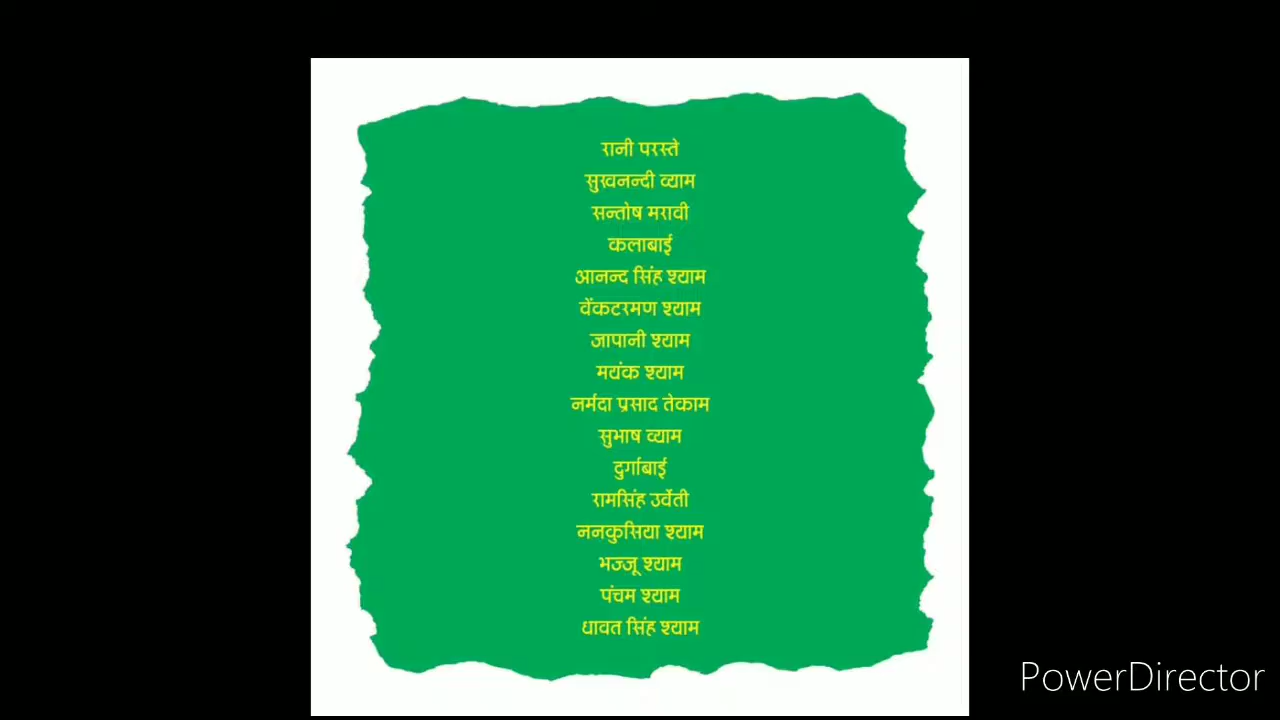 रानी परस्ते
सुखनन्दी व्याम
सन्तोष मरावी
कलाबाई
आनन्द सिंह श्याम
वेंकटरमण श्याम
जापानी श्याम
मयंक श्याम
नर्मदा प्रसाद तेकाम
सुभाष व्याम
दुर्गाबाई
रामसिंह उर्वेती
ननकुसिया श्याम
भज्जू श्याम
पंचम श्याम
धावत सिंह श्याम
PowerDirector